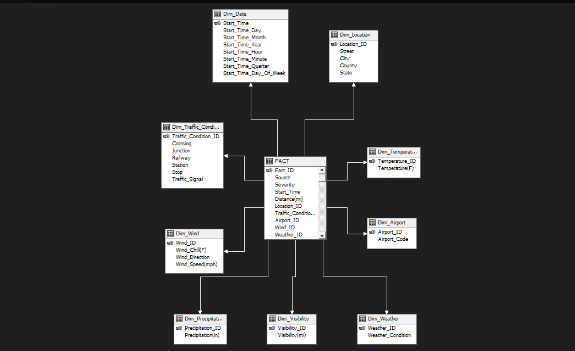 Dim_Date
Start_Time
Start_Time_Day
Start_Time_Month
Start_Time_Year
Start_Time_Hour
Start_Time_Minute
Start_Time_Quarter
Start_Time_Day_Of_Week
Dim_Location
Location_ID
Street
City
County
State
Dim_Traffic_Condi...
Traffic_Condition_ID
Crossing
Junction
Railway
Station
Stop
Traffic_Signal
FACT
Fact_ID
Source
Severity
Start_Time
Distance(mi)
Location_ID
Traffic_Conditio...
Airport_ID
Wind_ID
Weather_ID
Dim_Temperat...
Temperature_ID
Temperature(F)
Dim_Airport
Airport_ID
Airport_Code
Dim_Wind
Wind_ID
Wind_Chill(F)
Wind_Direction
Wind_Speed(mph)
Dim_Precipitat...
Precipitation_ID
Precipitation(in)
Dim_Visibility
Visibility_ID
Visibility(mi)
Dim_Weather
Weather_ID
Weather_Condition